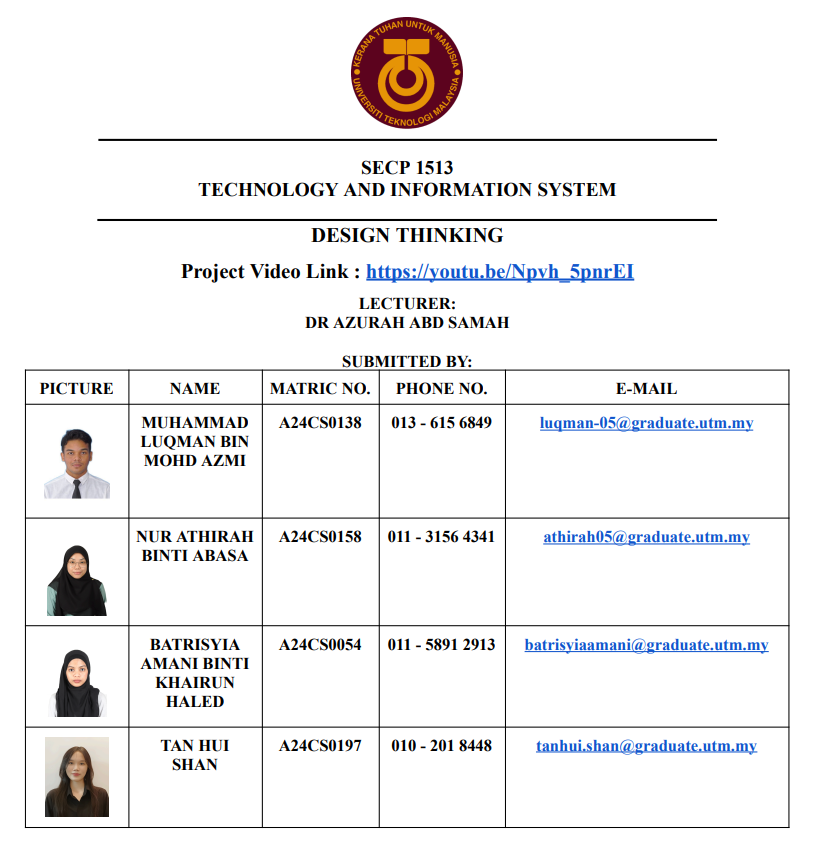 KERANA TUHAN UNTUK MANUSIA
UNIVERSITI TEKNOLOGI MALAYSIA
SECP 1513
TECHNOLOGY AND INFORMATION SYSTEM
DESIGN THINKING
Project Video Link : https://youtu.be/Npvh_5pnrEI
LECTURER:
DR AZURAH ABD SAMAH
SUBMITTED BY:
PICTURE NAME MATRIC NO. PHONE NO. E-MAIL
MUHAMMAD A24CS0138 013 - 615 6849 luqman-05@graduate.utm.my
LUQMAN BIN
MOHD AZMI
NUR ATHIRAH A24CS0158 011 - 3156 4341 athirah05@graduate.utm.my
BINTI ABASA
BATRISYIA A24CS0054 011 - 5891 2913 batrisyiaamani@graduate.utm.my
AMANI BINTI
KHAIRUN
HALED
TAN HUI A24CS0197 010 - 201 8448 tanhui.shan@graduate.utm.my
SHAN